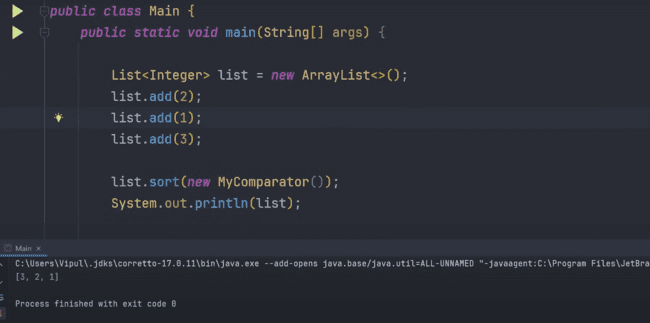 public class Main {
public static void main(String[] args) {
List<Integer> list = new ArrayList<>();
list.add(2);
list.add(1);
list.add(3);
list.sort(new MyComparator());
System.out.println(list);
Main ×
C:\Users\Vipul\.jdks\corretto-17.0.11\bin\java.exe --add-opens java.base/java.util=ALL-UNNAMED "-javaagent:C:\Program Files\JetBra
[3, 2, 1]
Process finished with exit code 0